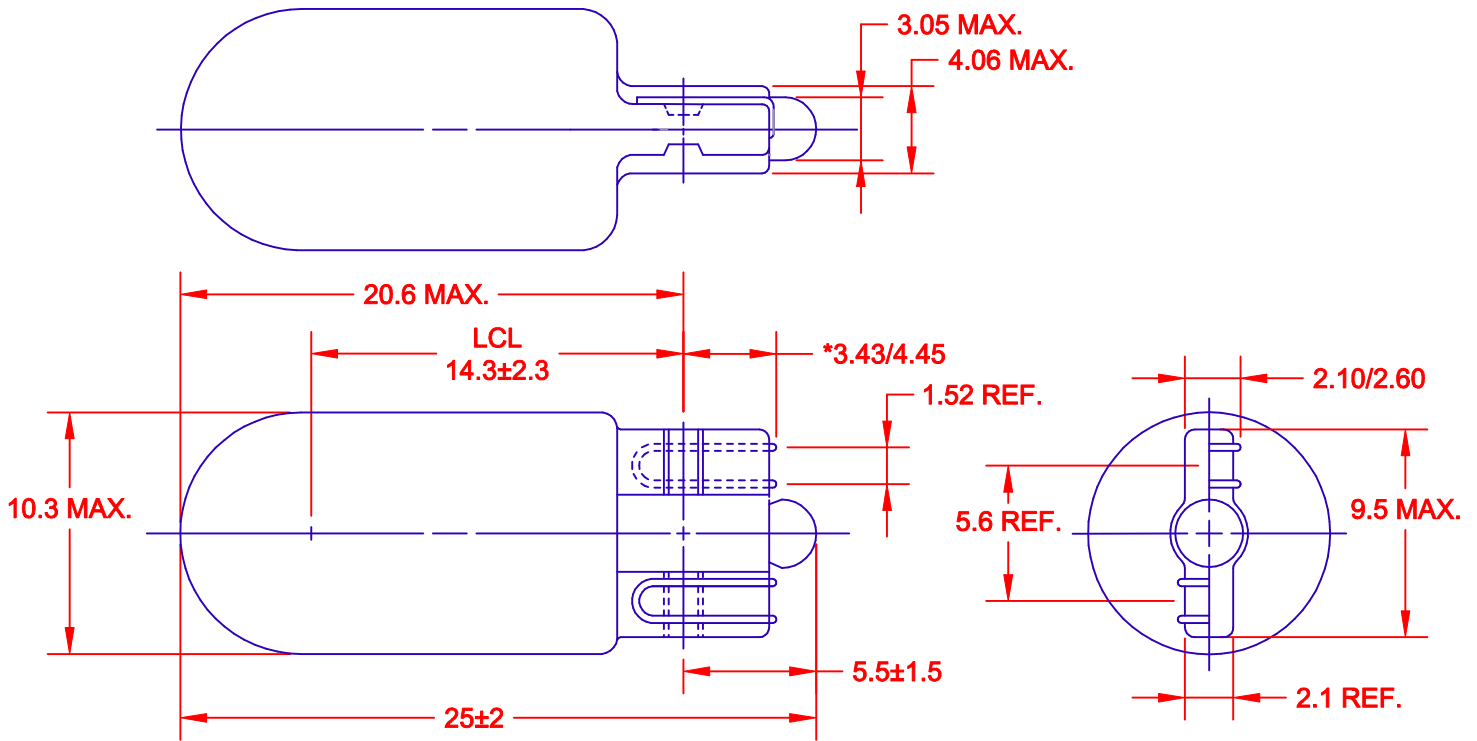 3.05 MAX.
4.06 MAX.
20.6 MAX.
LCL
14.3±2.3
*3.43/4.45
1.52 REF.
2.10/2.60
10.3 MAX.
5.6 REF.
9.5 MAX.
5.5±1.5
25±2
2.1 REF.